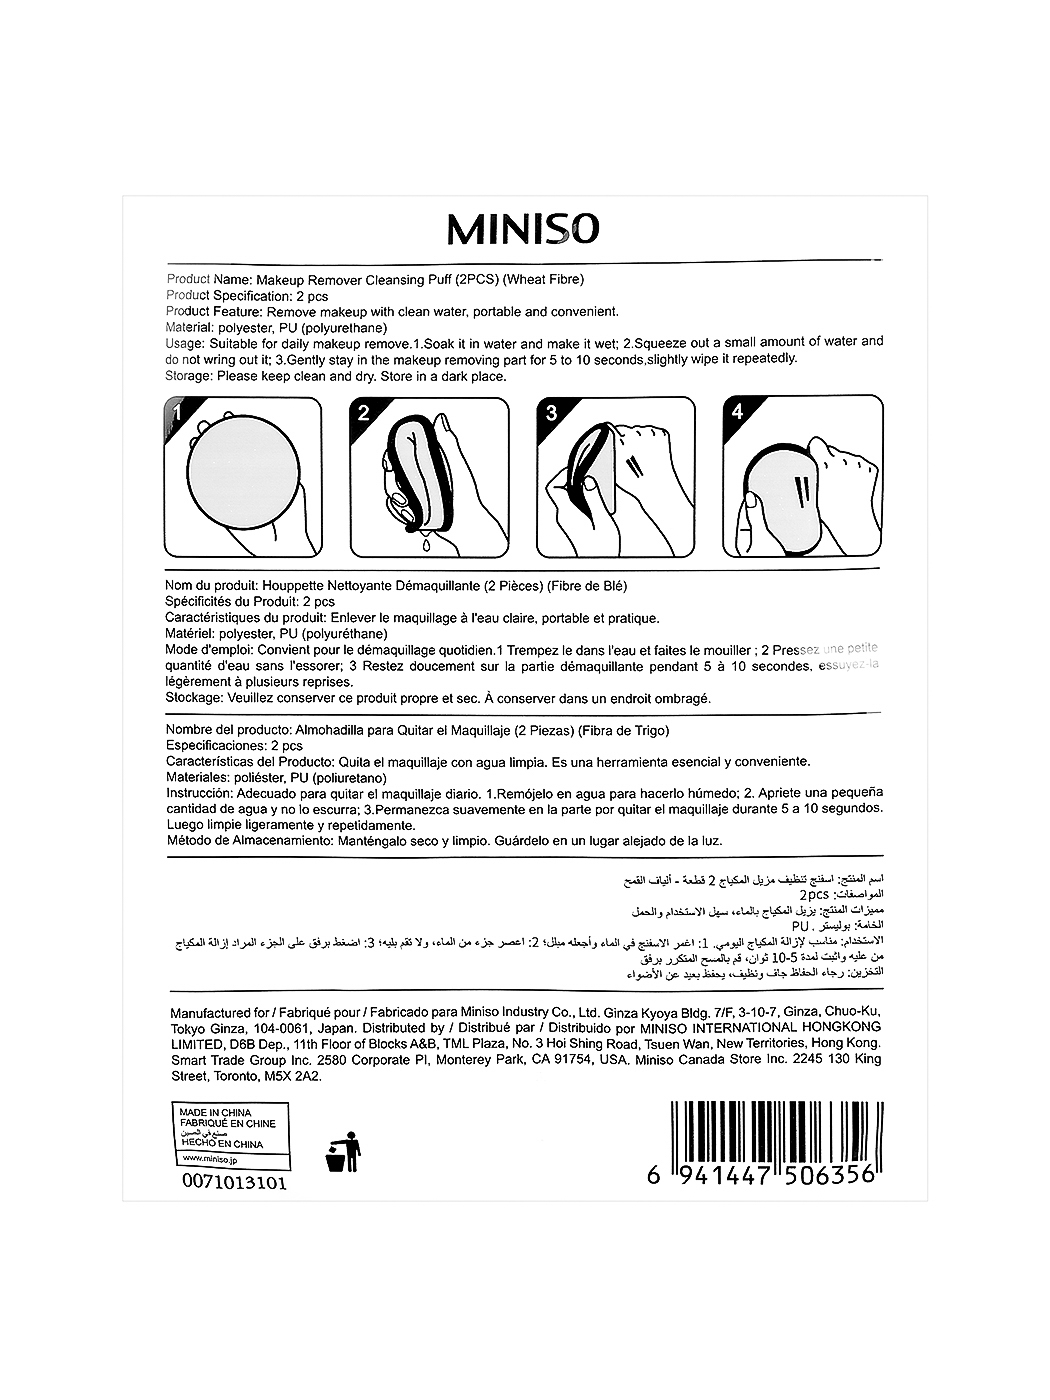 MINISO
Product Name: Makeup Remover Cleansing Puff (2PCS) (Wheat Fibre)
Product Specification: 2 pcs
Product Feature: Remove makeup with clean water, portable and convenient.
Material: polyester, PU (polyurethane)
Usage: Suitable for daily makeup remove.1.Soak it in water and make it wet; 2.Squeeze out a small amount of water and
do not wring out it; 3.Gently stay in the makeup removing part for 5 to 10 seconds,slightly wipe it repeatedly.
Storage: Please keep clean and dry. Store in a dark place.
1 2 3 4
Nom du produit: Houppette Nettoyante Démaquillante (2 Pièces) (Fibre de Blé)
Spécificités du Produit: 2 pcs
Caractéristiques du produit: Enlever le maquillage à l'eau claire, portable et pratique.
Matériel: polyester, PU (polyuréthane)
Mode d'emploi: Convient pour le démaquillage quotidien.1 Trempez le dans l'eau et faites le mouiller ; 2 Pressez une petite
quantité d'eau sans l'essorer; 3 Restez doucement sur la partie démaquillante pendant 5 à 10 secondes, essuyez-la
légèrement à plusieurs reprises.
Stockage: Veuillez conserver ce produit propre et sec. À conserver dans un endroit ombragé.
Nombre del producto: Almohadilla para Quitar el Maquillaje (2 Piezas) (Fibra de Trigo)
Especificaciones: 2 pcs
Características del Producto: Quita el maquillaje con agua limpia. Es una herramienta esencial y conveniente.
Materiales: poliéster, PU (poliuretano)
Instrucción: Adecuado para quitar el maquillaje diario. 1.Remójelo en agua para hacerlo húmedo; 2. Apriete una pequeña
cantidad de agua y no lo escurra; 3.Permanezca suavemente en la parte por quitar el maquillaje durante 5 a 10 segundos.
Luego limpie ligeramente y repetidamente.
Método de Almacenamiento: Manténgalo seco y limpio. Guárdelo en un lugar alejado de la luz.
اسم المنتج: اسفنج تنظيف مزيل المكياج 2 قطعة - ألياف القمح
المواصفات: 2pcs
مميزات المنتج: يزيل المكياج بالماء، سهل الاستخدام والحمل
الخامة: بوليستر . PU
الاستخدام: مناسب لإزالة المكياج اليومي. 1: اغمر الاسفنج في الماء وأجعله مبلل؛ 2: اعصر جزء من الماء، ولا تقم بليه؛ 3: اضغط برفق على الجزء المراد إزالة المكياج
من عليه واثبت لمدة 5-10 ثوان، قم بالمسح المتكرر برفق
التخزين: رجاء الحفاظ جاف ونظيف، يحفظ بعيد عن الأضواء
Manufactured for / Fabriqué pour / Fabricado para Miniso Industry Co., Ltd. Ginza Kyoya Bldg. 7/F, 3-10-7, Ginza, Chuo-Ku,
Tokyo Ginza, 104-0061, Japan. Distributed by / Distribué par / Distribuido por MINISO INTERNATIONAL HONGKONG
LIMITED, D6B Dep., 11th Floor of Blocks A&B, TML Plaza, No. 3 Hoi Shing Road, Tsuen Wan, New Territories, Hong Kong.
Smart Trade Group Inc. 2580 Corporate Pl, Monterey Park, CA 91754, USA. Miniso Canada Store Inc. 2245 130 King
Street, Toronto, M5X 2A2.
MADE IN CHINA
FABRIQUÉ EN CHINE
صنع في الصين
HECHO EN CHINA
www.miniso.jp
0071013101
6 941447 506356